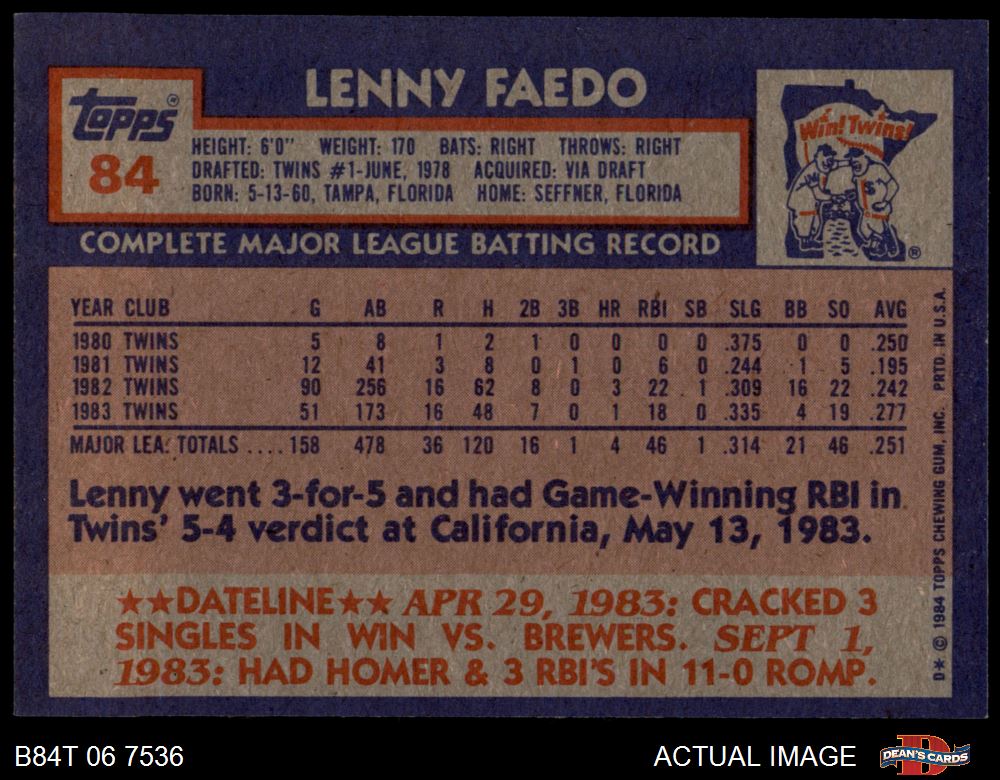 LENNY FAEDO
Topps®
84
HEIGHT: 6'0" WEIGHT: 170 BATS: RIGHT THROWS: RIGHT
DRAFTED: TWINS #1-JUNE, 1978 ACQUIRED: VIA DRAFT
BORN: 5-13-60, TAMPA, FLORIDA HOME: SEFFNER, FLORIDA
Win! Twins!
®
COMPLETE MAJOR LEAGUE BATTING RECORD
YEAR CLUB G AB R H 2B 3B HR RBI SB SLG BB SO AVG
1980 TWINS 5 8 1 2 1 0 0 0 0 .375 0 0 .250
1981 TWINS 12 41 3 8 0 1 0 6 0 .244 1 5 .195
1982 TWINS 90 256 16 62 8 0 3 22 1 .309 16 22 .242
1983 TWINS 51 173 16 48 7 0 1 18 0 .335 4 19 .277
MAJOR LEA. TOTALS .... 158 478 36 120 16 1 4 46 1 .314 21 46 .251
Lenny went 3-for-5 and had Game-Winning RBI in
Twins' 5-4 verdict at California, May 13, 1983.
★★DATELINE★★ APR 29, 1983: CRACKED 3
SINGLES IN WIN VS. BREWERS. SEPT 1,
1983: HAD HOMER & 3 RBI'S IN 11-0 ROMP.
D★ © 1984 TOPPS CHEWING GUM, INC. PRTD. IN U.S.A.
B84T 06 7536
ACTUAL IMAGE
D
DEAN'S CARDS